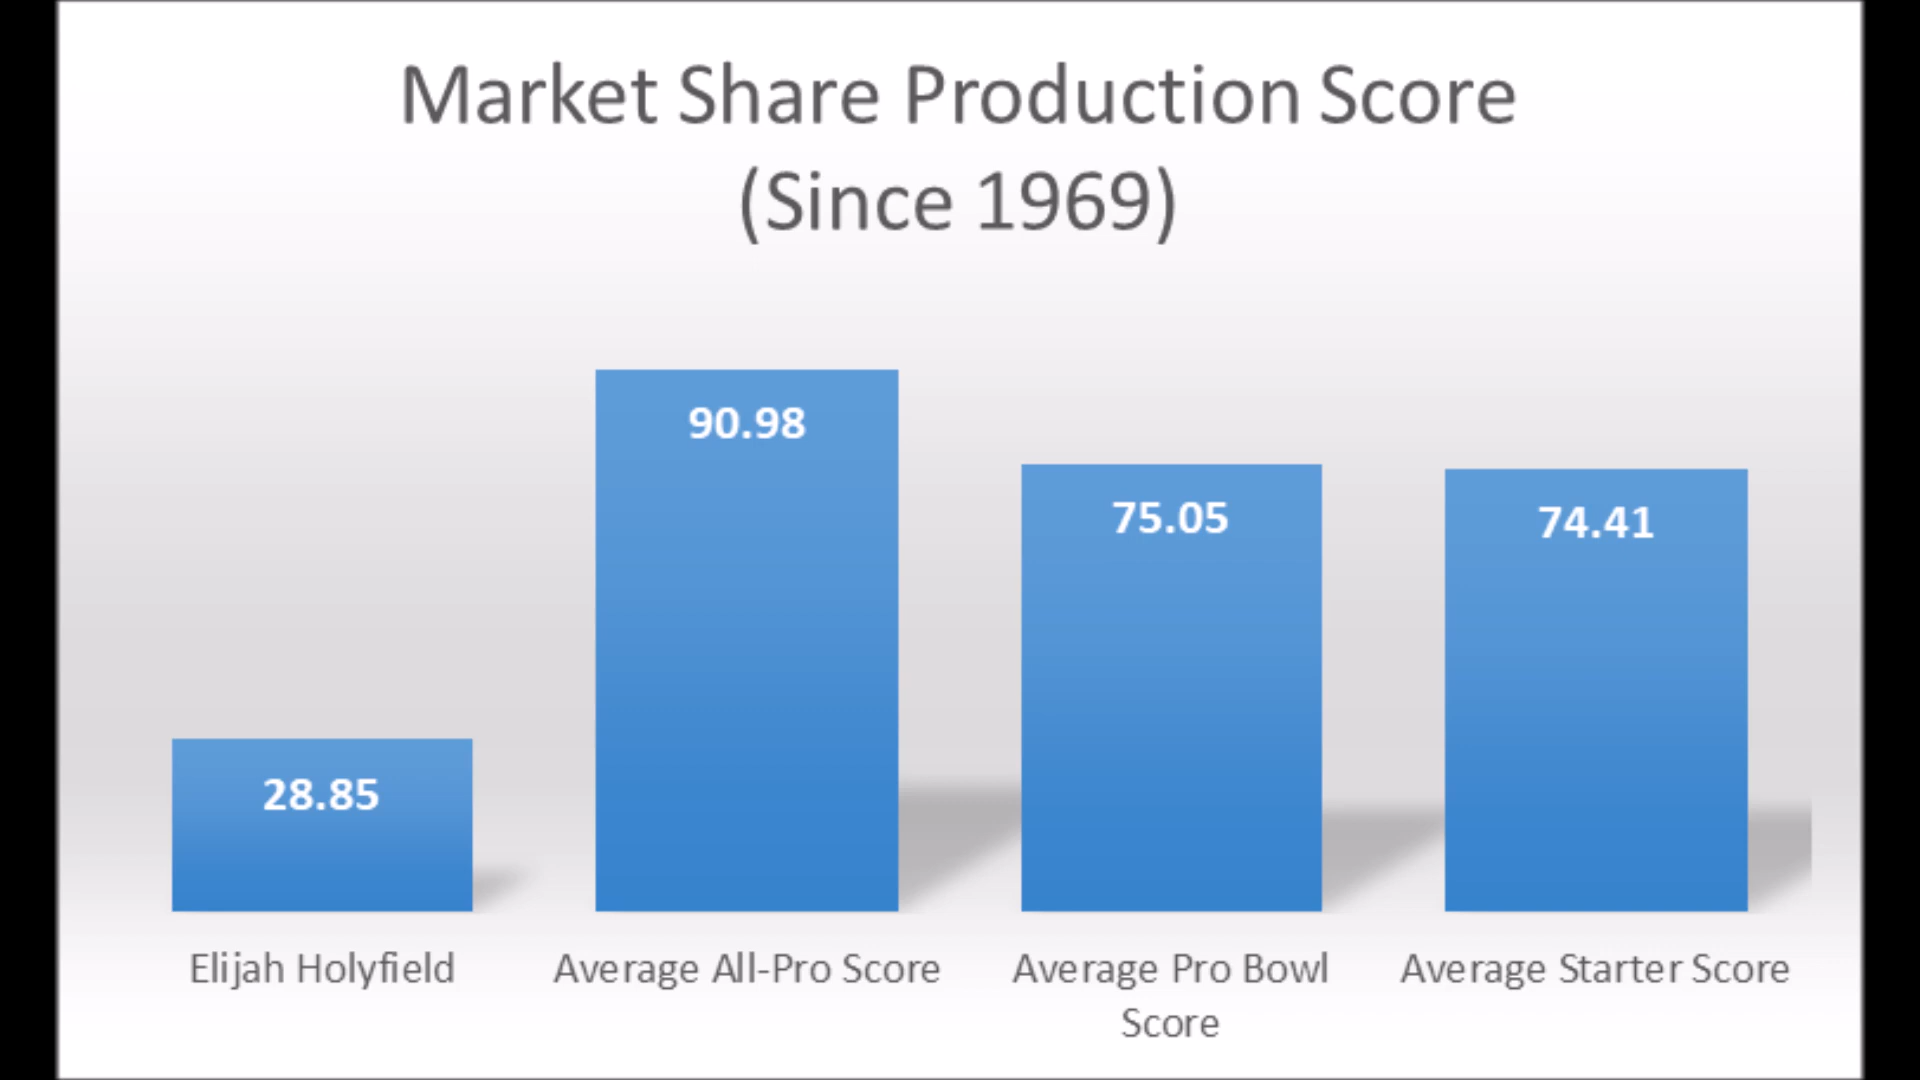 Market Share Production Score
(Since 1969)
90.98
75.05
74.41
28.85
Elijah Holyfield
Average All-Pro Score
Average Pro Bowl
Score
Average Starter Score